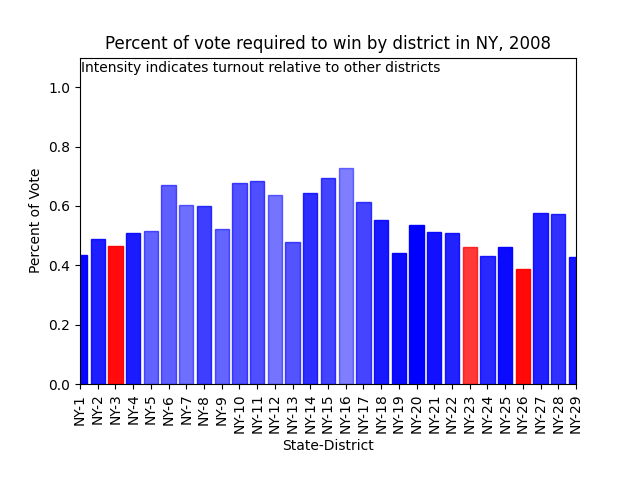 Percent of vote required to win by district in NY, 2008
Intensity indicates turnout relative to other districts
1.0
0.8
0.6
0.4
0.2
0.0
Percent of Vote
NY-1
NY-2
NY-3
NY-4
NY-5
NY-6
NY-7
NY-8
NY-9
NY-10
NY-11
NY-12
NY-13
NY-14
NY-15
NY-16
NY-17
NY-18
NY-19
NY-20
NY-21
NY-22
NY-23
NY-24
NY-25
NY-26
NY-27
NY-28
NY-29
State-District